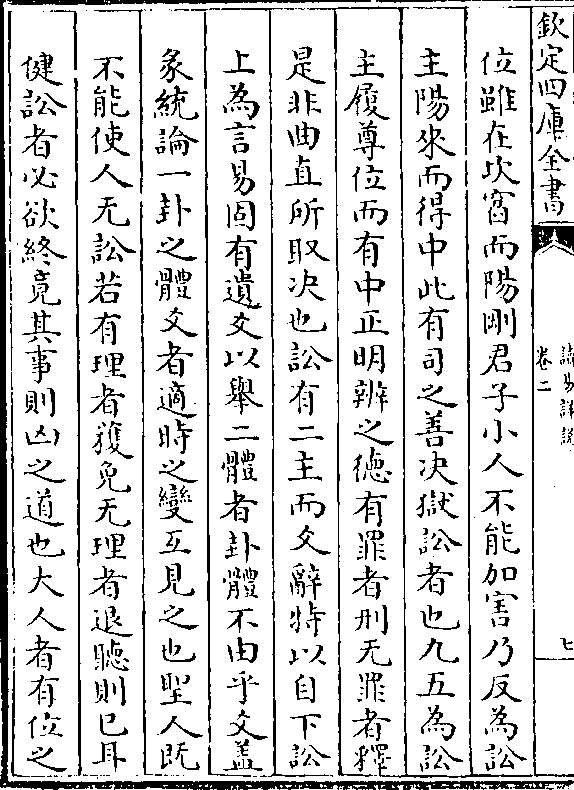 欽定四庫全書
讀易詳說
卷二
七
位雖在坎窞而陽剛君子小人不能加害乃反為訟
主陽來而得中此有司之善決獄訟者也九五為訟
主履尊位而有中正明辨之德有罪者刑无罪者釋
是非曲直所取決也訟有二主而爻辭特以自下訟
上為言易固有遺爻以舉二體者卦體不由乎爻蓋
彖統論一卦之體爻者適時之變互見之也聖人既
不能使人无訟若有理者獲免无理者退聽則已耳
健訟者必欲終竟其事則凶之道也大人者有位之